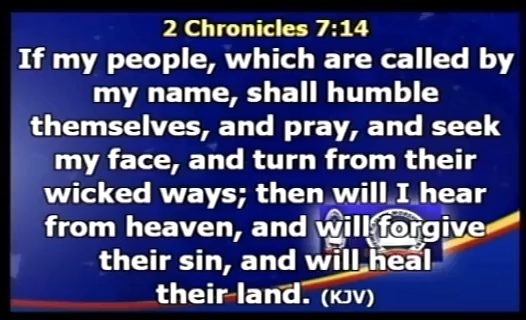 2 Chronicles 7:14
If my people, which are called by
my name, shall humble
themselves, and pray, and seek
my face, and turn from their
wicked ways; then will I hear
from heaven, and will forgive
their sin, and will heal
their land. (KJV)